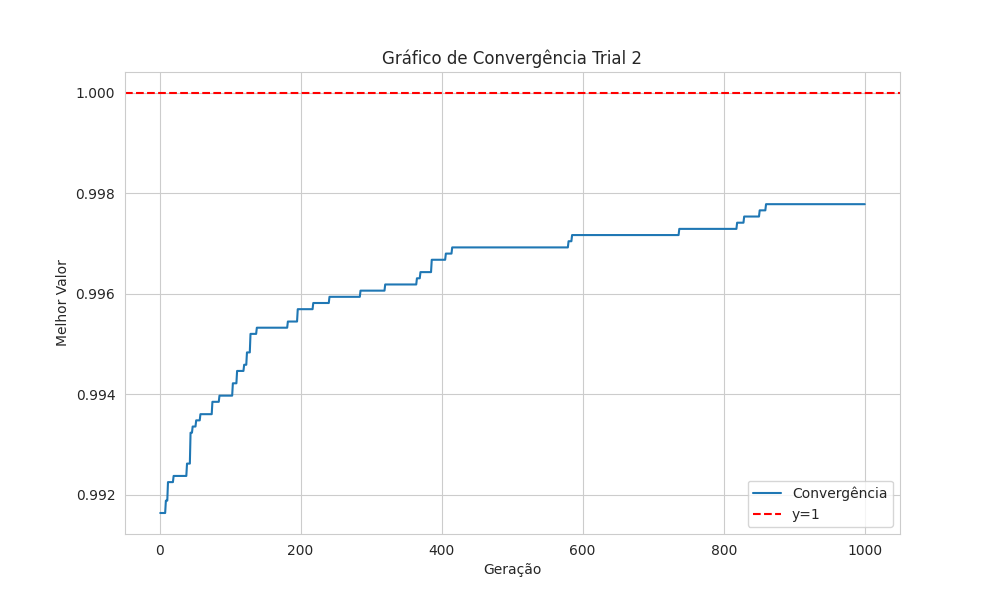 Gráfico de Convergência Trial 2
Melhor Valor
1.000
0.998
0.996
0.994
0.992
0
200
400
600
800
1000
Geração
Convergência
y=1